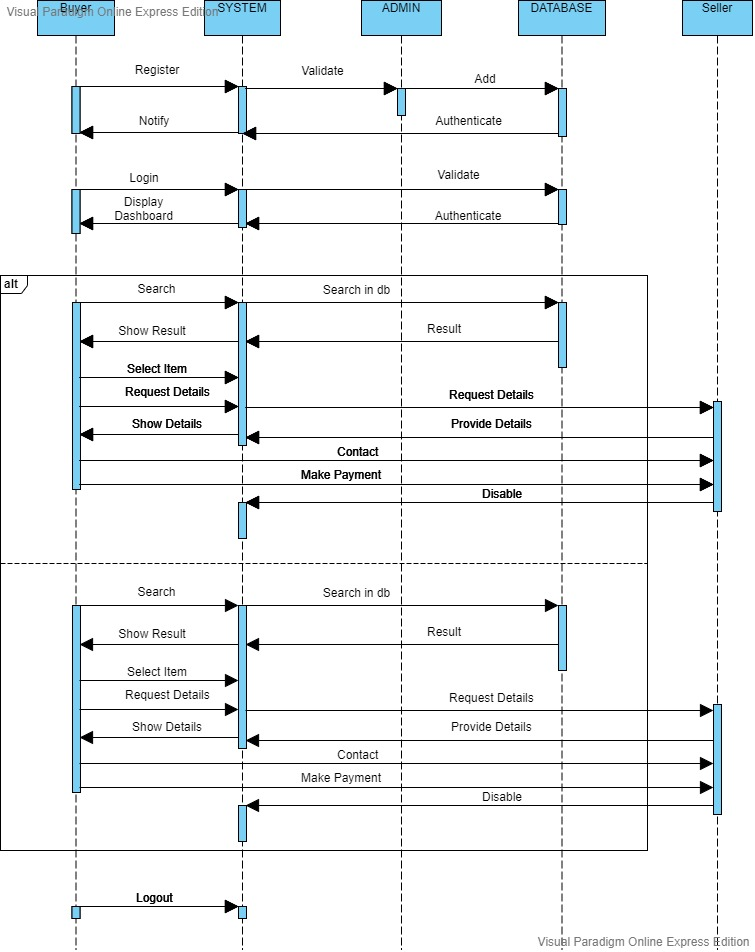 Visual Paradigm Online Express Edition
Buyer
SYSTEM
ADMIN
DATABASE
Seller
Register
Validate
Add
Notify
Authenticate
Login
Validate
Display
Dashboard
Authenticate
alt
Search
Search in db
Show Result
Result
Select Item
Request Details
Request Details
Show Details
Provide Details
Contact
Make Payment
Disable
Search
Search in db
Show Result
Result
Select Item
Request Details
Request Details
Show Details
Provide Details
Contact
Make Payment
Disable
Logout
Visual Paradigm Online Express Edition